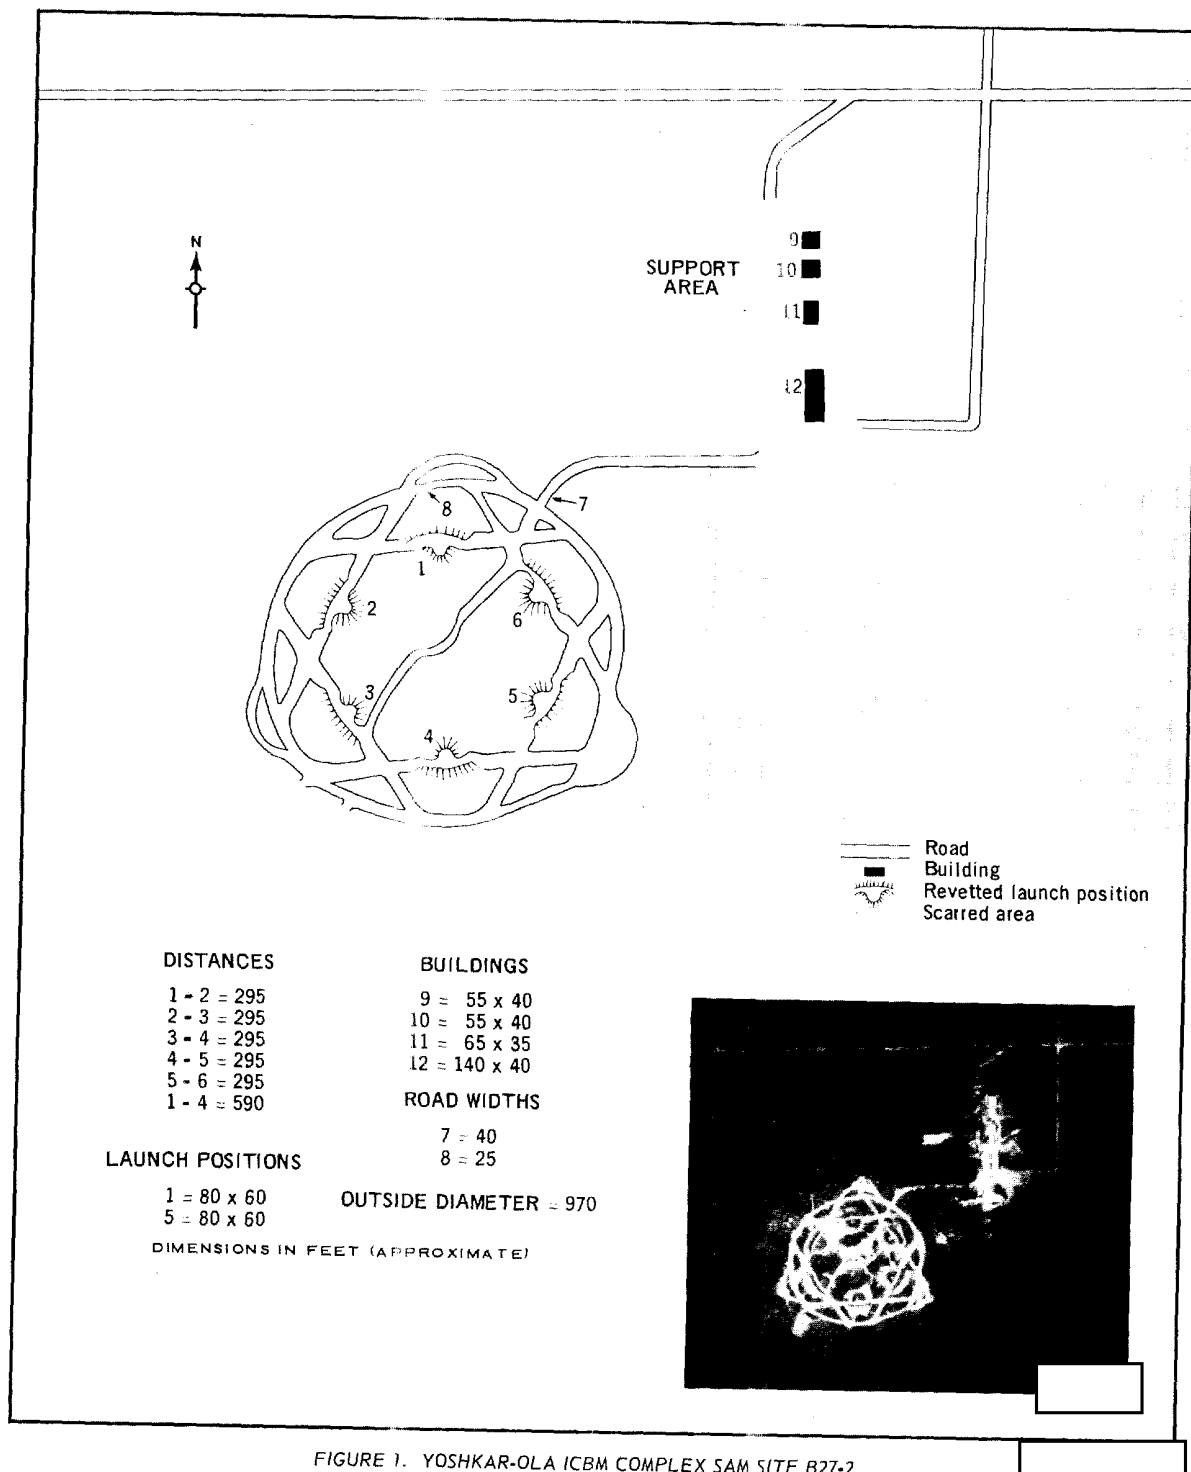 N
SUPPORT
AREA
9
10
11
12
7
8
1
2
6
3
5
4
Road
Building
Revetted launch position
Scarred area
DISTANCES
1 - 2 = 295
2 - 3 = 295
3 - 4 = 295
4 - 5 = 295
5 - 6 = 295
1 - 4 = 590
LAUNCH POSITIONS
1 = 80 x 60
5 = 80 x 60
BUILDINGS
9 = 55 x 40
10 = 55 x 40
11 = 65 x 35
12 = 140 x 40
ROAD WIDTHS
7 = 40
8 = 25
OUTSIDE DIAMETER = 970
DIMENSIONS IN FEET (APPROXIMATE)
FIGURE 1. YOSHKAR-OLA ICBM COMPLEX SAM SITE B27-2